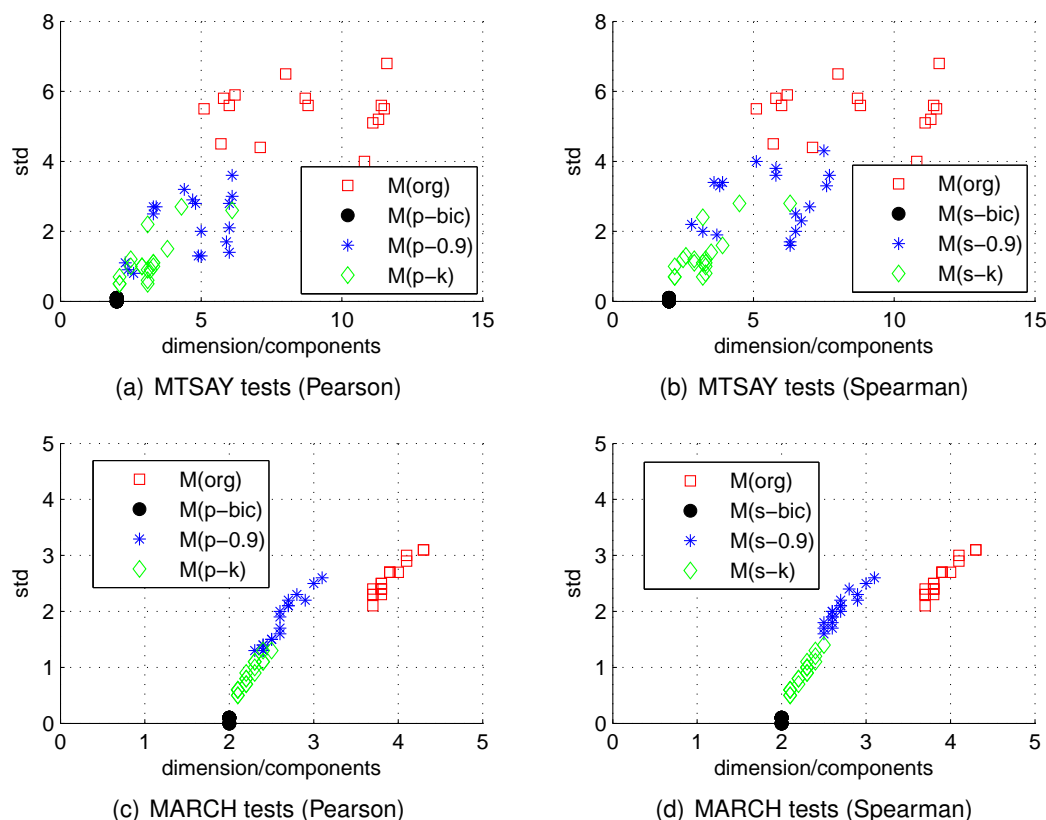 8
6
4
2
0
std
M(org)
M(p−bic)
M(p−0.9)
M(p−k)
0 5 10 15
dimension/components
(a) MTSAY tests (Pearson)
8
6
4
2
0
std
M(org)
M(s−bic)
M(s−0.9)
M(s−k)
0 5 10 15
dimension/components
(b) MTSAY tests (Spearman)
5
4
3
2
1
0
std
M(org)
M(p−bic)
M(p−0.9)
M(p−k)
0 1 2 3 4 5
dimension/components
(c) MARCH tests (Pearson)
5
4
3
2
1
0
std
M(org)
M(s−bic)
M(s−0.9)
M(s−k)
0 1 2 3 4 5
dimension/components
(d) MARCH tests (Spearman)